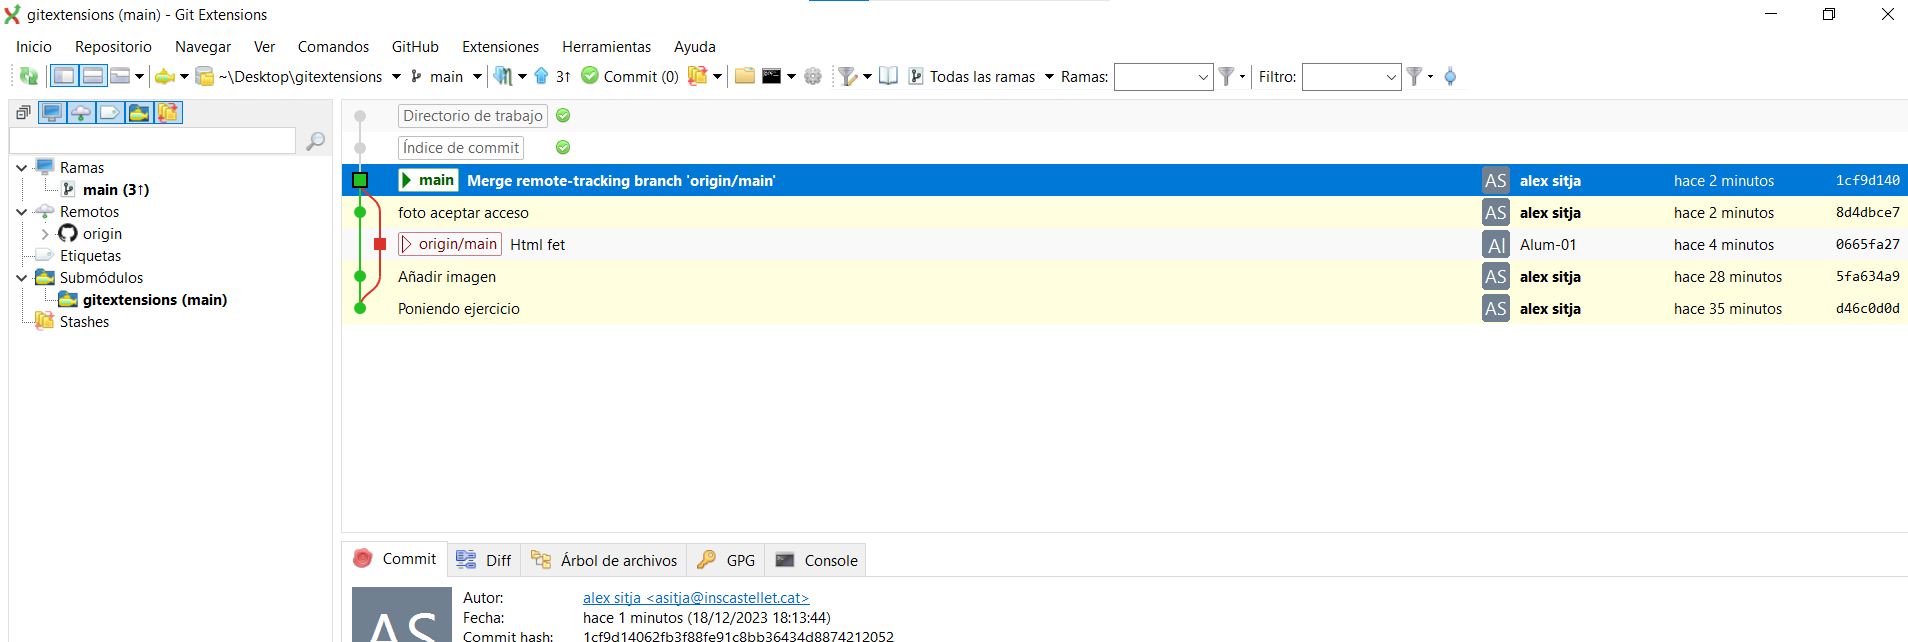 gitextensions (main) - Git Extensions
Inicio Repositorio Navegar Ver Comandos GitHub Extensiones Herramientas Ayuda
~\Desktop\gitextensions main 3↑ Commit (0) Todas las ramas Ramas: Filtro:
Ramas
main (3↑)
Remotos
origin
Etiquetas
Submódulos
gitextensions (main)
Stashes
Directorio de trabajo
Índice de commit
main Merge remote-tracking branch 'origin/main' AS alex sitja hace 2 minutos 1cf9d140
foto aceptar acceso AS alex sitja hace 2 minutos 8d4dbce7
origin/main Html fet Al Alum-01 hace 4 minutos 0665fa27
Añadir imagen AS alex sitja hace 28 minutos 5fa634a9
Poniendo ejercicio AS alex sitja hace 35 minutos d46c0d0d
Commit Diff Árbol de archivos GPG Console
AS
Autor: alex sitja <asitja@inscastellet.cat>
Fecha: hace 1 minutos (18/12/2023 18:13:44)
Commit hash: 1cf9d14062fb3f88fe91c8bb36434d8874212052